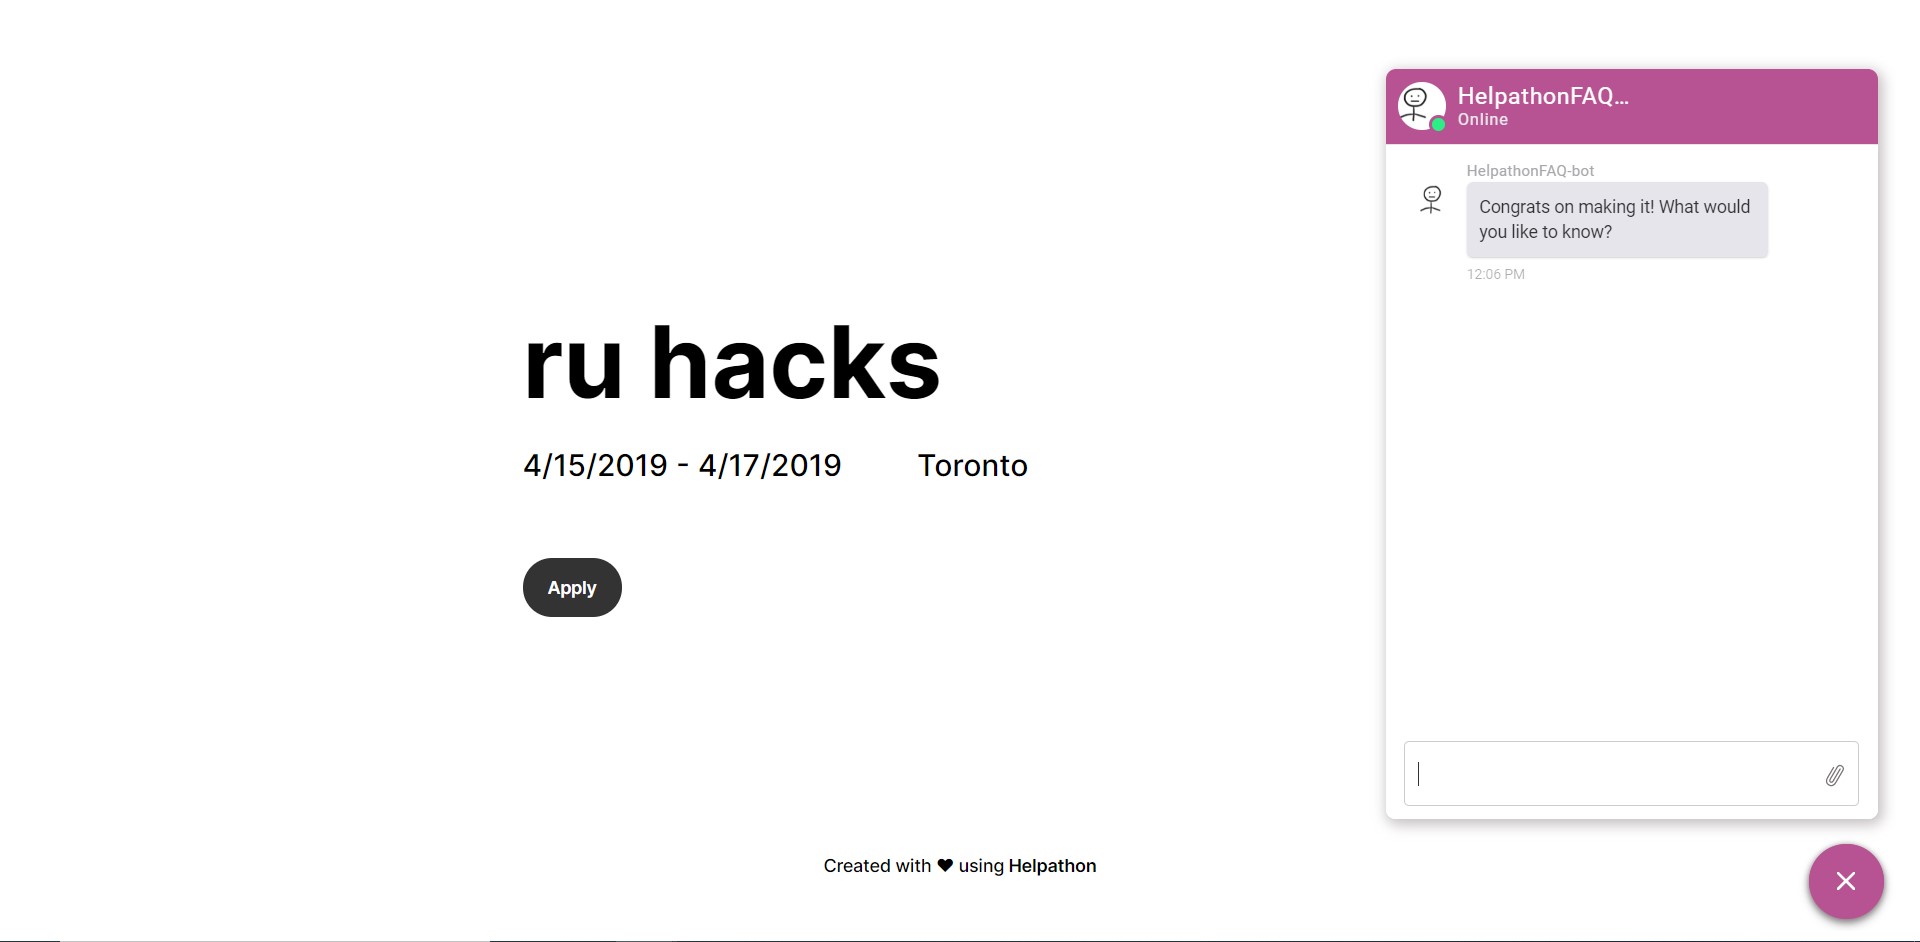 ru hacks
4/15/2019 - 4/17/2019 Toronto
Apply
Created with ❤ using Helpathon
HelpathonFAQ...
Online
HelpathonFAQ-bot
Congrats on making it! What would
you like to know?
12:06 PM